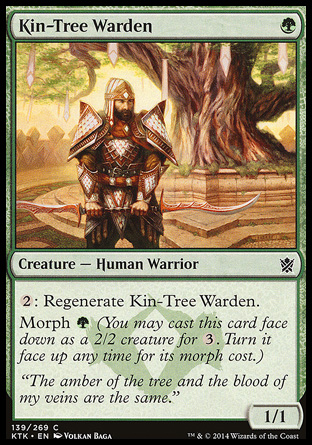 Kin-Tree Warden
Creature — Human Warrior
2: Regenerate Kin-Tree Warden.
Morph (You may cast this card face
down as a 2/2 creature for 3. Turn it
face up any time for its morph cost.)
“The amber of the tree and the blood of
my veins are the same.”
1/1
139/269 C
KTK • EN Volkan Baga
™ & © 2014 Wizards of the Coast